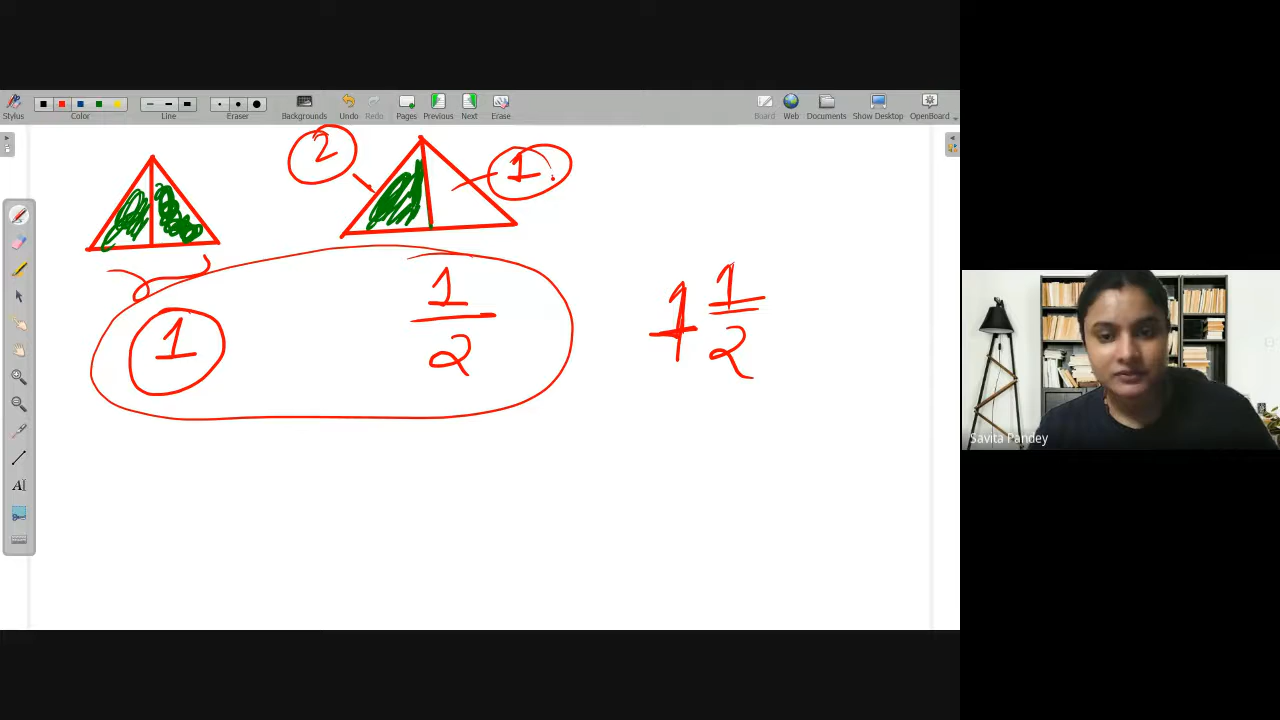 Stylus Color Line Eraser Backgrounds Undo Redo Pages Previous Next Erase Board Web Documents Show Desktop OpenBoard
2 1
1 1/2 1 1/2
Savita Pandey